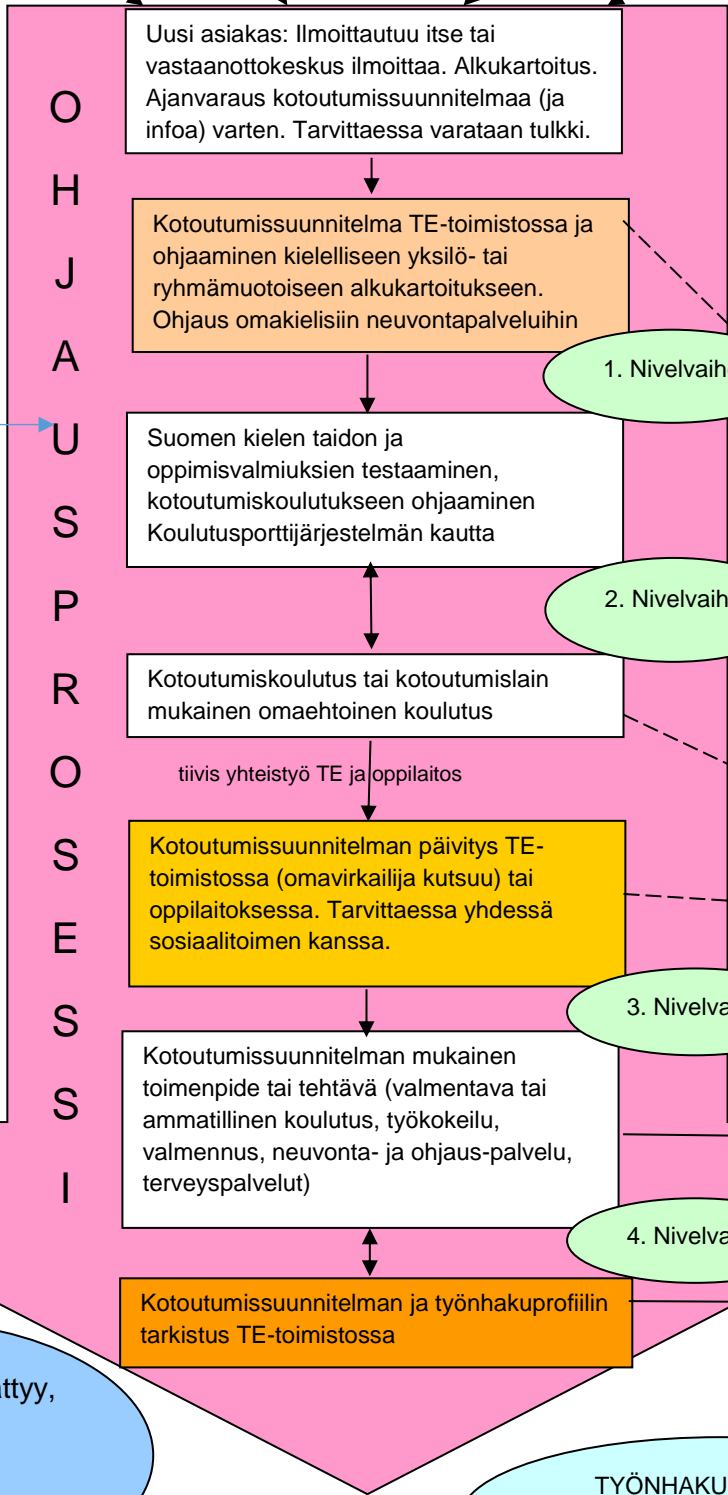 Uusi asiakas: Ilmoittautuu itse tai
vastaanottokeskus ilmoittaa. Alkukartoitus.
Ajanvaraus kotoutumissuunnitelmaa (ja
infoa) varten. Tarvittaessa varataan tulkki.
O
H
J
A
U
S
P
R
O
S
E
S
S
I
Kotoutumissuunnitelma TE-toimistossa ja
ohjaaminen kielelliseen yksilö- tai
ryhmämuotoiseen alkukartoitukseen.
Ohjaus omakielisiin neuvontapalveluihin
1. Nivelvaih
Suomen kielen taidon ja
oppimisvalmiuksien testaaminen,
kotoutumiskoulutukseen ohjaaminen
Koulutusporttijärjestelmän kautta
2. Nivelvaih
Kotoutumiskoulutus tai kotoutumislain
mukainen omaehtoinen koulutus
tiivis yhteistyö TE ja oppilaitos
Kotoutumissuunnitelman päivitys TE-
toimistossa (omavirkailija kutsuu) tai
oppilaitoksessa. Tarvittaessa yhdessä
sosiaalitoimen kanssa.
3. Nivelva
Kotoutumissuunnitelman mukainen
toimenpide tai tehtävä (valmentava tai
ammatillinen koulutus, työkokeilu,
valmennus, neuvonta- ja ohjaus-palvelu,
terveyspalvelut)
4. Nivelva
Kotoutumissuunnitelman ja työnhakuprofiilin
tarkistus TE-toimistossa
ttyy,
TYÖNHAKU